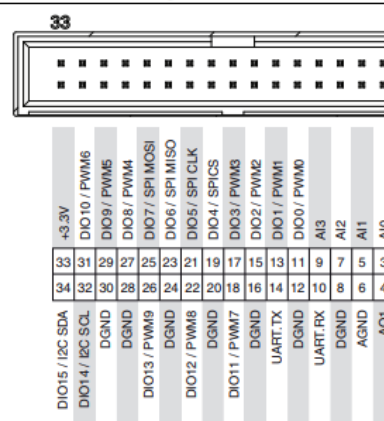 33
+3.3V
DIO10 / PWM6
DIO9 / PWM5
DIO8 / PWM4
DIO7 / SPI MOSI
DIO6 / SPI MISO
DIO5 / SPI CLK
DIO4 / SPICS
DIO3 / PWM3
DIO2 / PWM2
DIO1 / PWM1
DIO0 / PWM0
AI3
AI2
AI1
AI0
33 31 29 27 25 23 21 19 17 15 13 11 9 7 5 3
34 32 30 28 26 24 22 20 18 16 14 12 10 8 6 4
DIO15 / I2C SDA
DIO14 / I2C SCL
DGND
DGND
DIO13 / PWM9
DGND
DIO12 / PWM8
DGND
DIO11 / PWM7
DGND
UART.TX
DGND
UART.RX
DGND
AGND
AO1